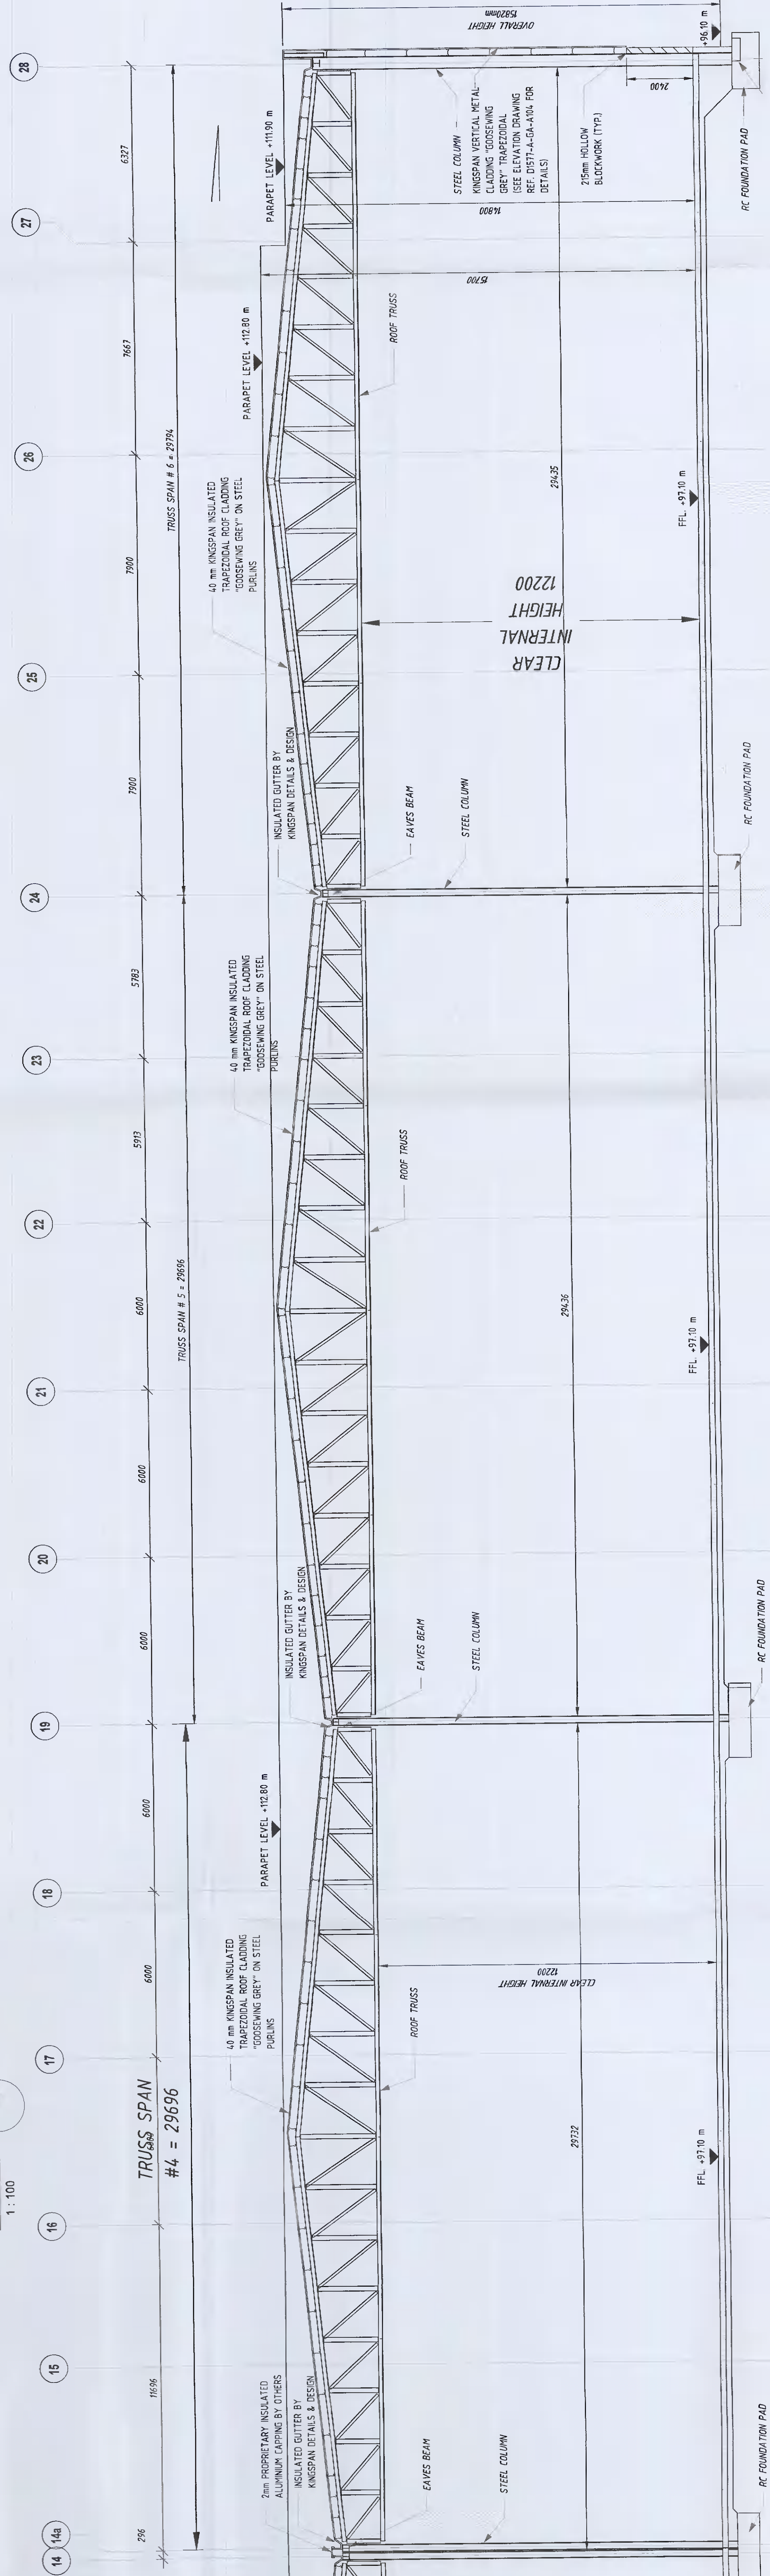 1 : 100
14
14a
15
16
17
18
19
20
21
22
23
24
25
26
27
28
296
11696
6000
6000
6000
6000
6000
5913
5783
7900
7900
7667
6327
TRUSS SPAN
#4 = 29696
TRUSS SPAN # 5 = 29696
TRUSS SPAN # 6 = 29794
2mm PROPRIETARY INSULATED
ALUMINIUM CAPPING BY OTHERS
INSULATED GUTTER BY
KINGSPAN DETAILS & DESIGN
40 mm KINGSPAN INSULATED
TRAPEZOIDAL ROOF CLADDING
"GOOSEWING GREY" ON STEEL
PURLINS
PARAPET LEVEL +112.80 m
INSULATED GUTTER BY
KINGSPAN DETAILS & DESIGN
40 mm KINGSPAN INSULATED
TRAPEZOIDAL ROOF CLADDING
"GOOSEWING GREY" ON STEEL
PURLINS
INSULATED GUTTER BY
KINGSPAN DETAILS & DESIGN
40 mm KINGSPAN INSULATED
TRAPEZOIDAL ROOF CLADDING
"GOOSEWING GREY" ON STEEL
PURLINS
PARAPET LEVEL +112.80 m
PARAPET LEVEL +111.90 m
EAVES BEAM
STEEL COLUMN
ROOF TRUSS
CLEAR INTERNAL HEIGHT
12200
29732
FFL. +97.10 m
RC FOUNDATION PAD
EAVES BEAM
STEEL COLUMN
ROOF TRUSS
29436
FFL. +97.10 m
RC FOUNDATION PAD
EAVES BEAM
STEEL COLUMN
ROOF TRUSS
CLEAR
INTERNAL
HEIGHT
12200
29435
FFL. +97.10 m
RC FOUNDATION PAD
15700
14800
STEEL COLUMN
KINGSPAN VERTICAL METAL
CLADDING "GOOSEWING
GREY" TRAPEZOIDAL
(SEE ELEVATION DRAWING
REF. D1577-A-GA-A104 FOR
DETAILS)
215mm HOLLOW
BLOCKWORK (TYP.)
2400
OVERALL HEIGHT
15820mm
+96.10 m
RC FOUNDATION PAD